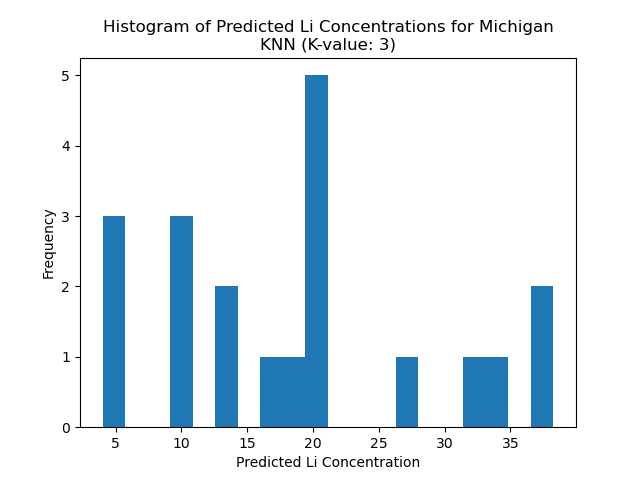 Histogram of Predicted Li Concentrations for Michigan
KNN (K-value: 3)
5
4
3
2
1
0
Frequency
5 10 15 20 25 30 35
Predicted Li Concentration